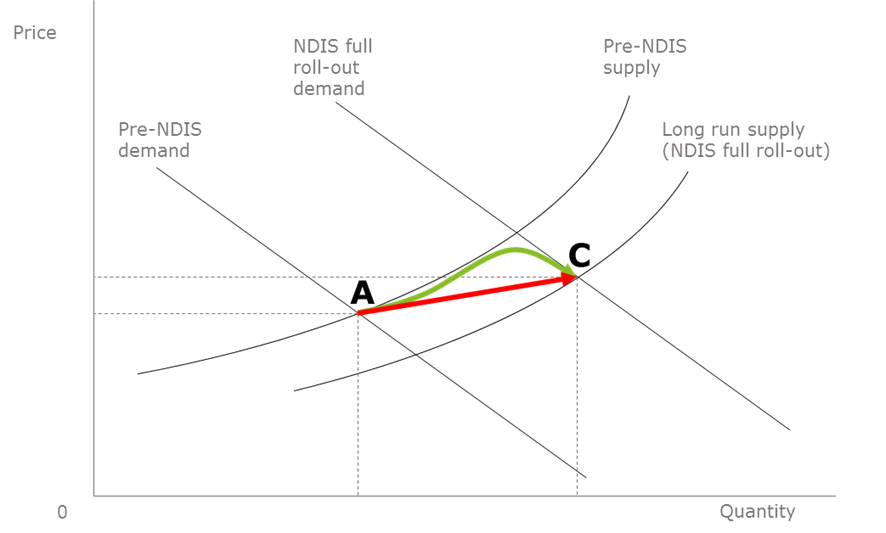 Price
NDIS full
roll-out
demand
Pre-NDIS
supply
Pre-NDIS
demand
Long run supply
(NDIS full roll-out)
A
C
0
Quantity